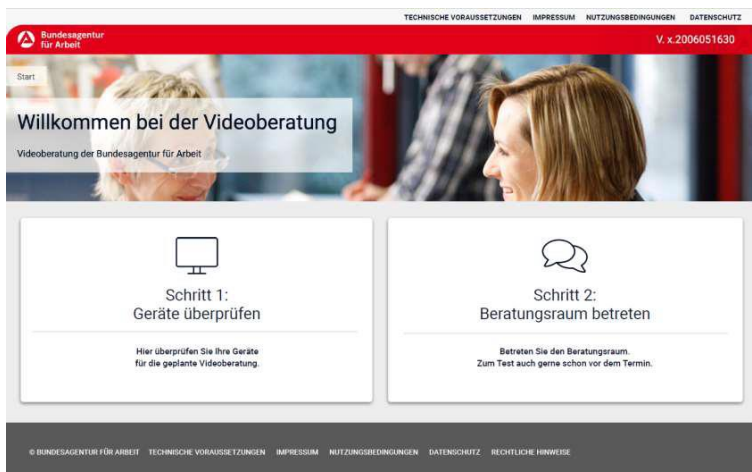 TECHNISCHE VORAUSSETZUNGEN IMPRESSUM NUTZUNGSBEDINGUNGEN DATENSCHUTZ
Bundesagentur
für Arbeit
V. x.2006051630
Start
Willkommen bei der Videoberatung
Videoberatung der Bundesagentur für Arbeit
Schritt 1:
Geräte überprüfen
Hier überprüfen Sie Ihre Geräte
für die geplante Videoberatung.
Schritt 2:
Beratungsraum betreten
Betreten Sie den Beratungsraum.
Zum Test auch gerne schon vor dem Termin.
© BUNDESAGENTUR FÜR ARBEIT TECHNISCHE VORAUSSETZUNGEN IMPRESSUM NUTZUNGSBEDINGUNGEN DATENSCHUTZ RECHTLICHE HINWEISE